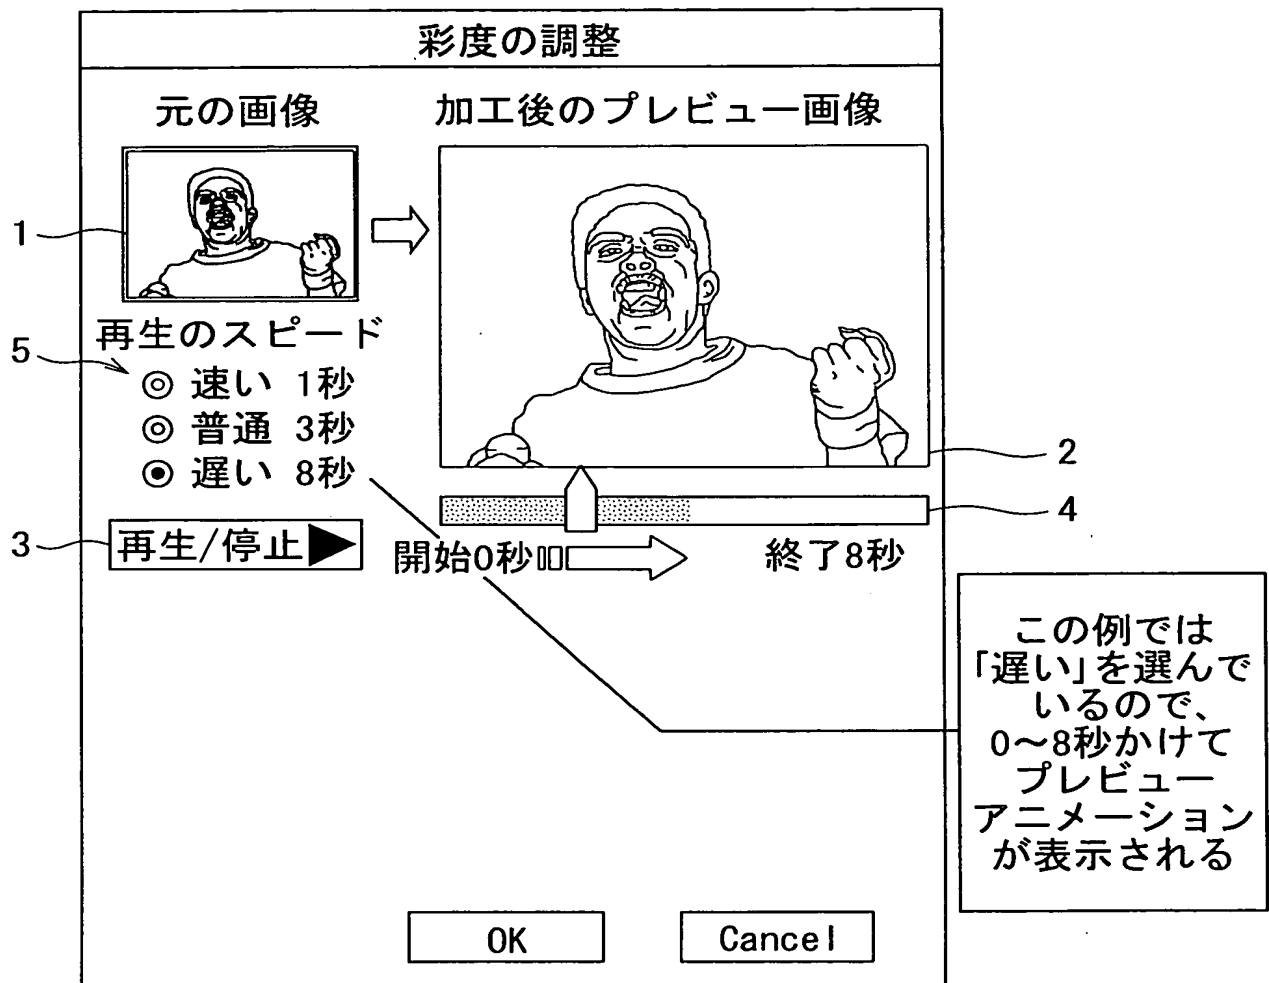 彩度の調整
元の画像
加工後のプレビュー画像
1
再生のスピード
5
◎ 速い 1秒
◎ 普通 3秒
◉ 遅い 8秒
2
4
3
再生/停止▶
開始0秒
終了8秒
この例では
「遅い」を選んで
いるので、
0〜8秒かけて
プレビュー
アニメーション
が表示される
OK
Cancel